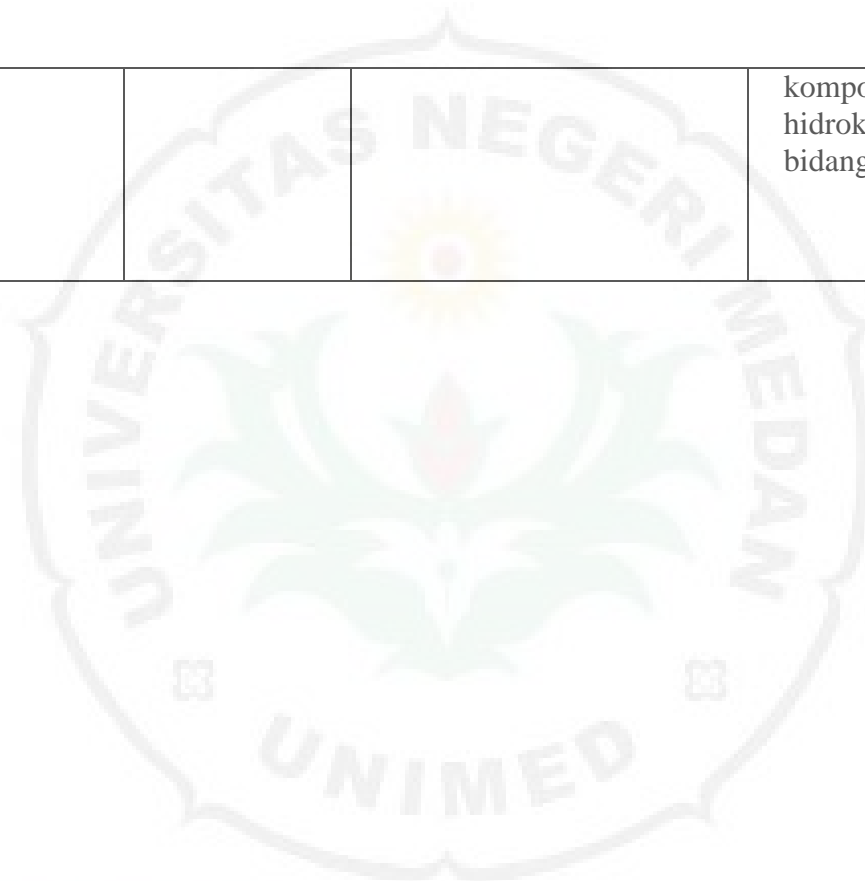 kompo
hidrok
bidang
UNIVERSITAS NEGERI MEDAN
UNIMED